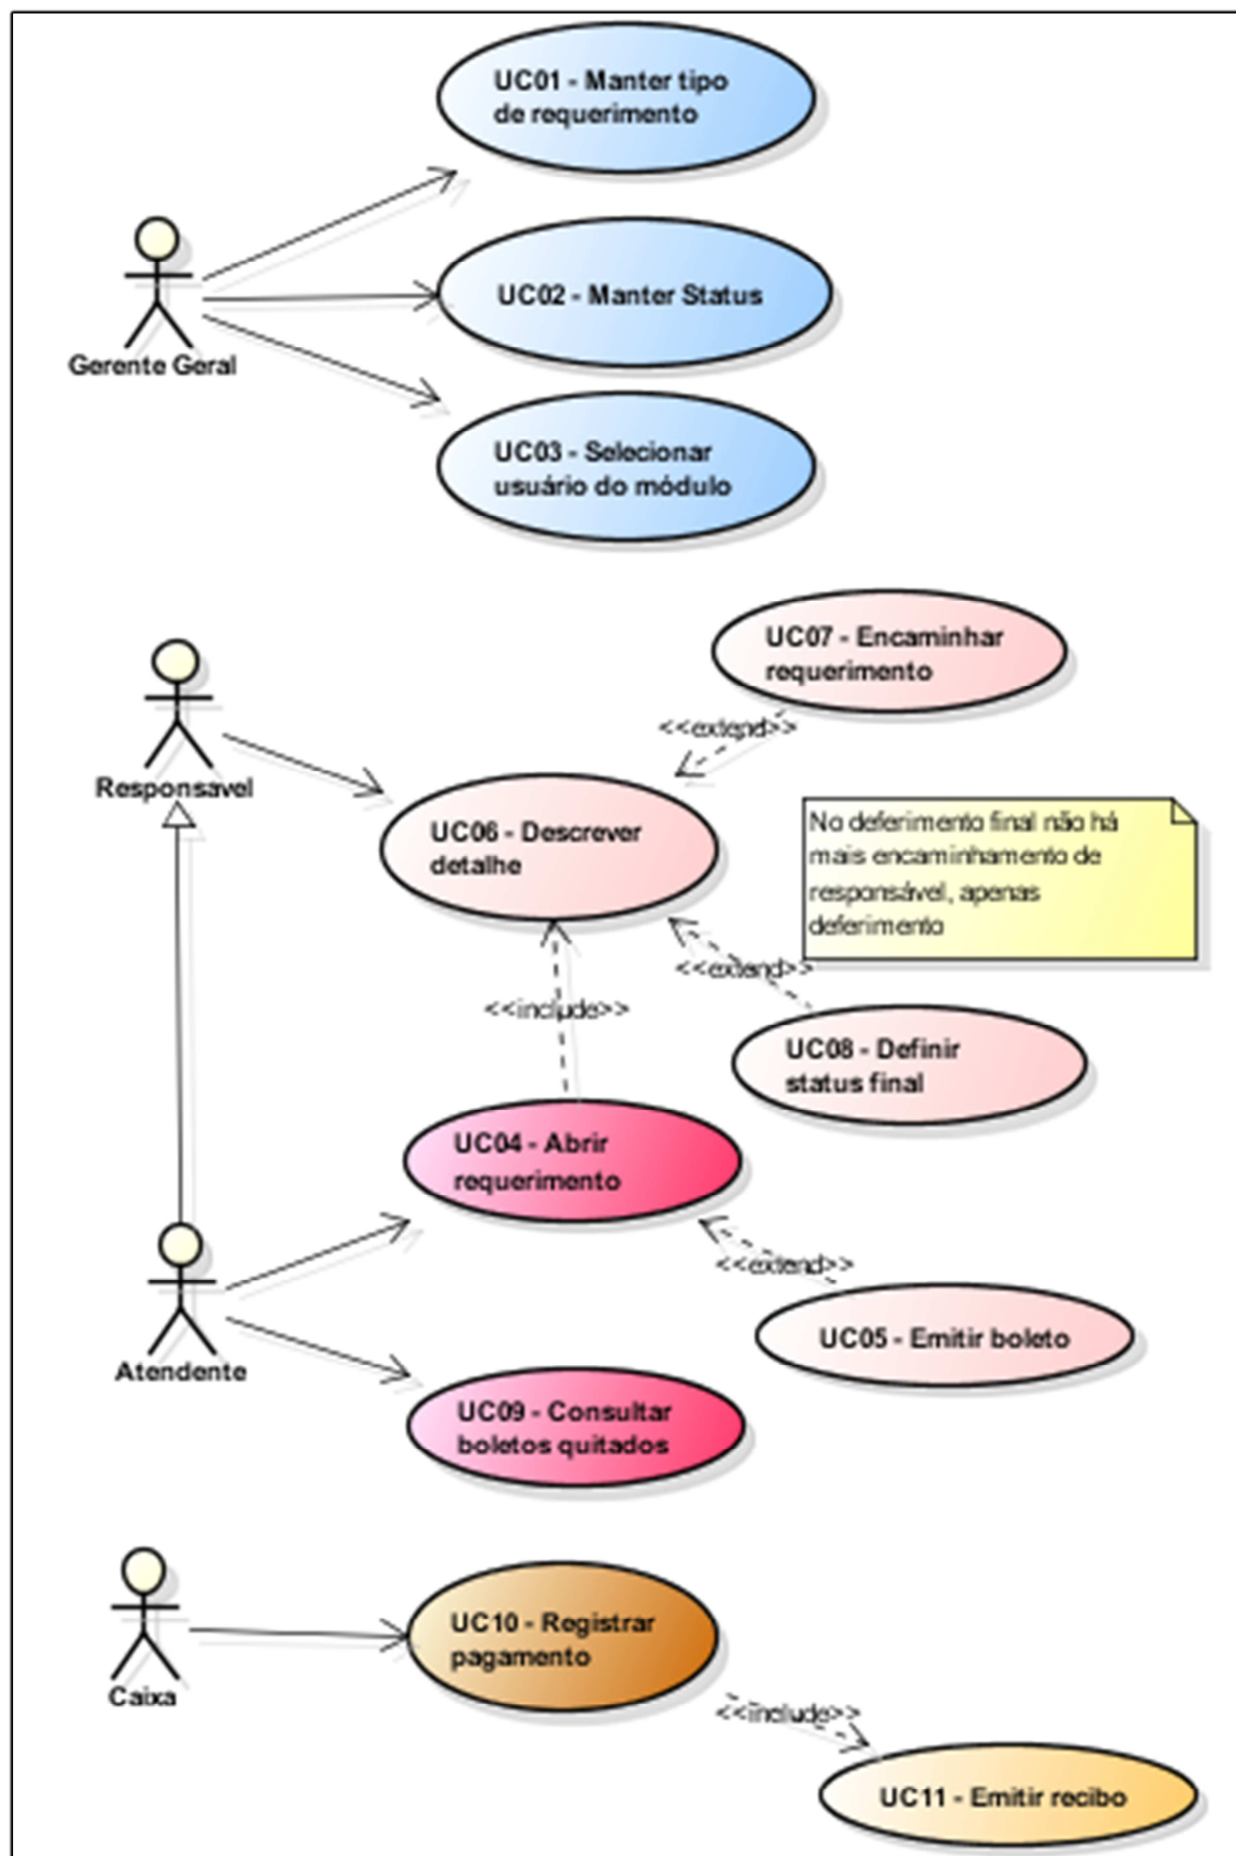 UC01 - Manter tipo
de requerimento
UC02 - Manter Status
Gerente Geral
UC03 - Selecionar
usuário do módulo
UC07 - Encaminhar
requerimento
<<extend>>
Responsavel
UC06 - Descrever
detalhe
No deferimento final não há
mais encaminhamento de
responsável, apenas
deferimento
<<extend>>
<<include>>
UC08 - Definir
status final
UC04 - Abrir
requerimento
<<extend>>
UC05 - Emitir boleto
Atendente
UC09 - Consultar
boletos quitados
UC10 - Registrar
pagamento
Caixa
<<include>>
UC11 - Emitir recibo